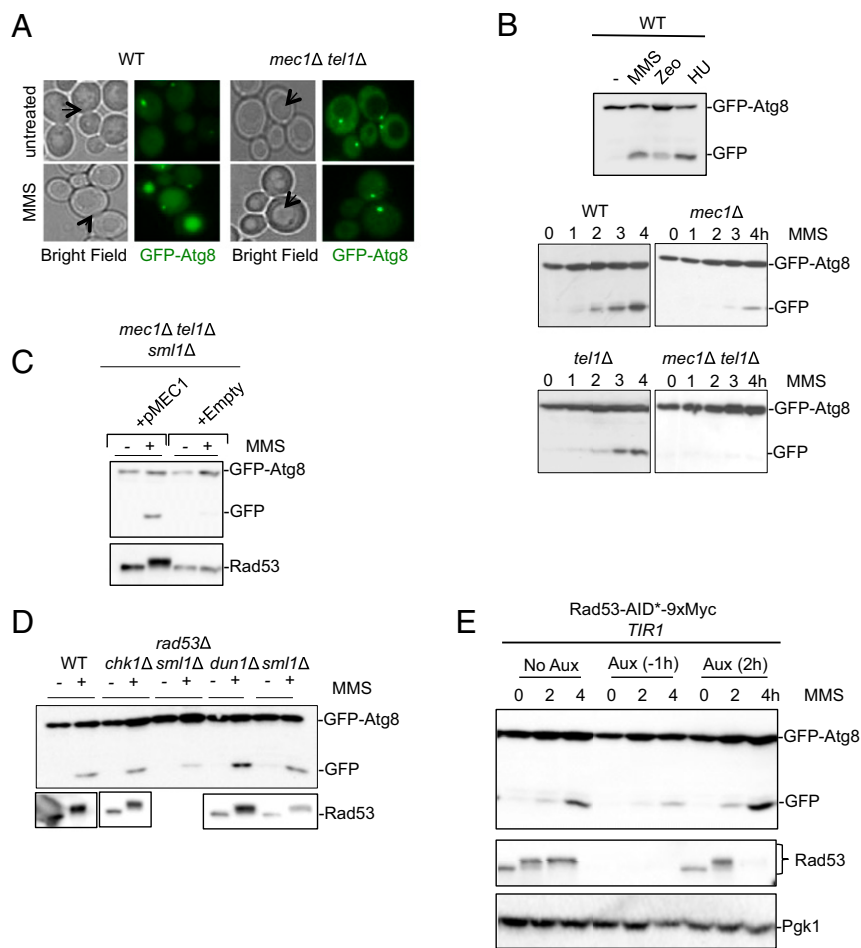 A
WT
mec1Δ tel1Δ
untreated
MMS
Bright Field
GFP-Atg8
Bright Field
GFP-Atg8
B
WT
- MMS Zeo HU
-GFP-Atg8
-GFP
WT
mec1Δ
0 1 2 3 4
0 1 2 3 4h
MMS
-GFP-Atg8
-GFP
tel1Δ
mec1Δ tel1Δ
0 1 2 3 4
0 1 2 3 4h
MMS
-GFP-Atg8
-GFP
C
mec1Δ tel1Δ
sml1Δ
+pMEC1
+Empty
- + - +
MMS
-GFP-Atg8
-GFP
-Rad53
D
WT
chk1Δ
rad53Δ
sml1Δ
dun1Δ
sml1Δ
- + - + - + - + - +
MMS
-GFP-Atg8
-GFP
-Rad53
E
Rad53-AID*-9xMyc
TIR1
No Aux
Aux (-1h)
Aux (2h)
0 2 4 0 2 4 0 2 4h
MMS
-GFP-Atg8
-GFP
- Rad53
-Pgk1